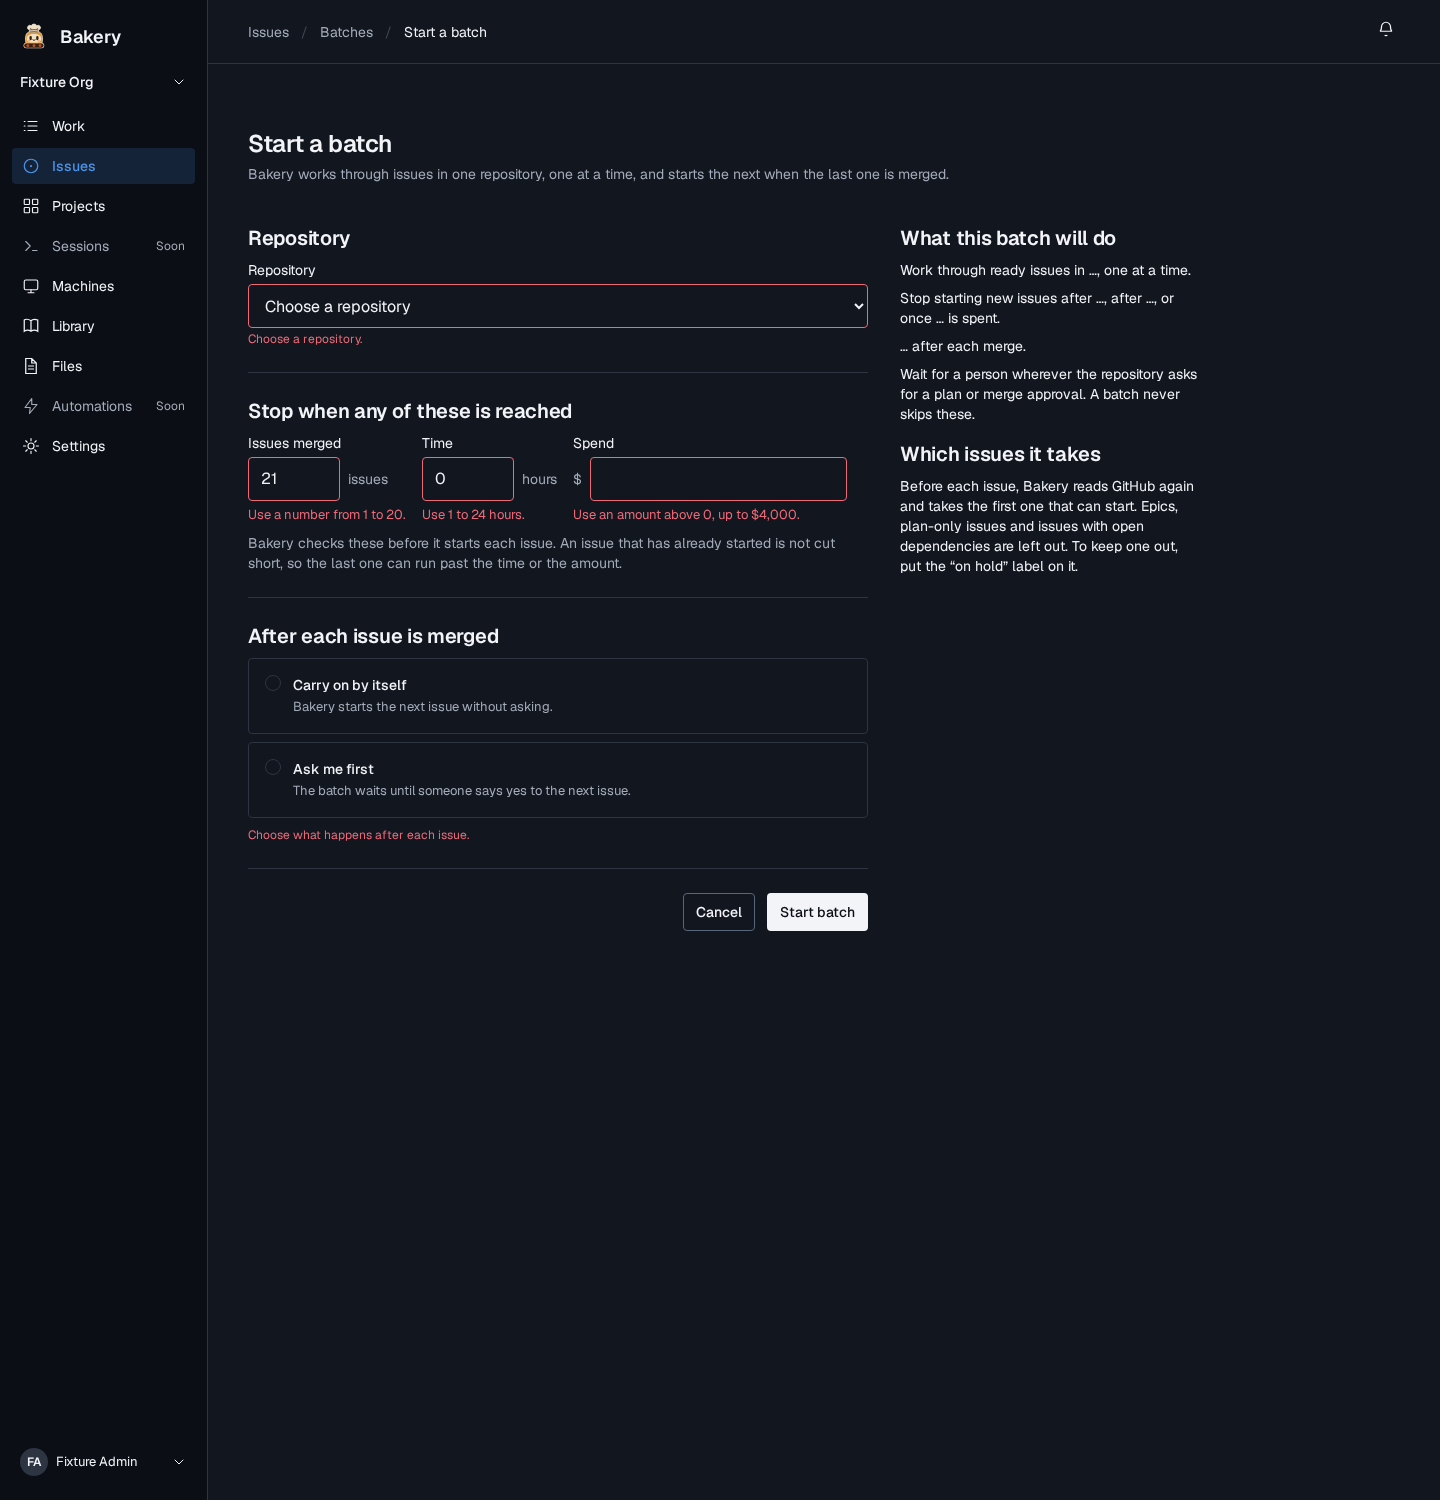 Bakery
Fixture Org
Work
Issues
Projects
Sessions Soon
Machines
Library
Files
Automations Soon
Settings
FA Fixture Admin
Issues / Batches / Start a batch
Start a batch
Bakery works through issues in one repository, one at a time, and starts the next when the last one is merged.
Repository
Repository
Choose a repository
Choose a repository.
Stop when any of these is reached
Issues merged Time Spend
21 issues 0 hours $
Use a number from 1 to 20. Use 1 to 24 hours. Use an amount above 0, up to $4,000.
Bakery checks these before it starts each issue. An issue that has already started is not cut
short, so the last one can run past the time or the amount.
After each issue is merged
Carry on by itself
Bakery starts the next issue without asking.
Ask me first
The batch waits until someone says yes to the next issue.
Choose what happens after each issue.
Cancel Start batch
What this batch will do
Work through ready issues in …, one at a time.
Stop starting new issues after …, after …, or
once … is spent.
… after each merge.
Wait for a person wherever the repository asks
for a plan or merge approval. A batch never
skips these.
Which issues it takes
Before each issue, Bakery reads GitHub again
and takes the first one that can start. Epics,
plan-only issues and issues with open
dependencies are left out. To keep one out,
put the “on hold” label on it.